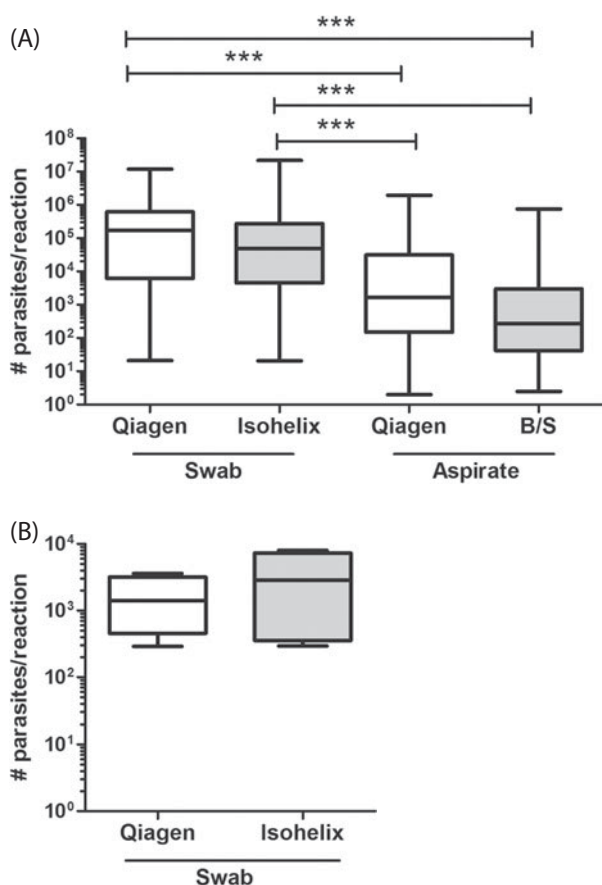 (A)
***
***
***
***
# parasites/reaction
10⁸
10⁷
10⁶
10⁵
10⁴
10³
10²
10¹
10⁰
Qiagen Isohelix Qiagen B/S
Swab Aspirate
(B)
# parasites/reaction
10⁴
10³
10²
10¹
10⁰
Qiagen Isohelix
Swab